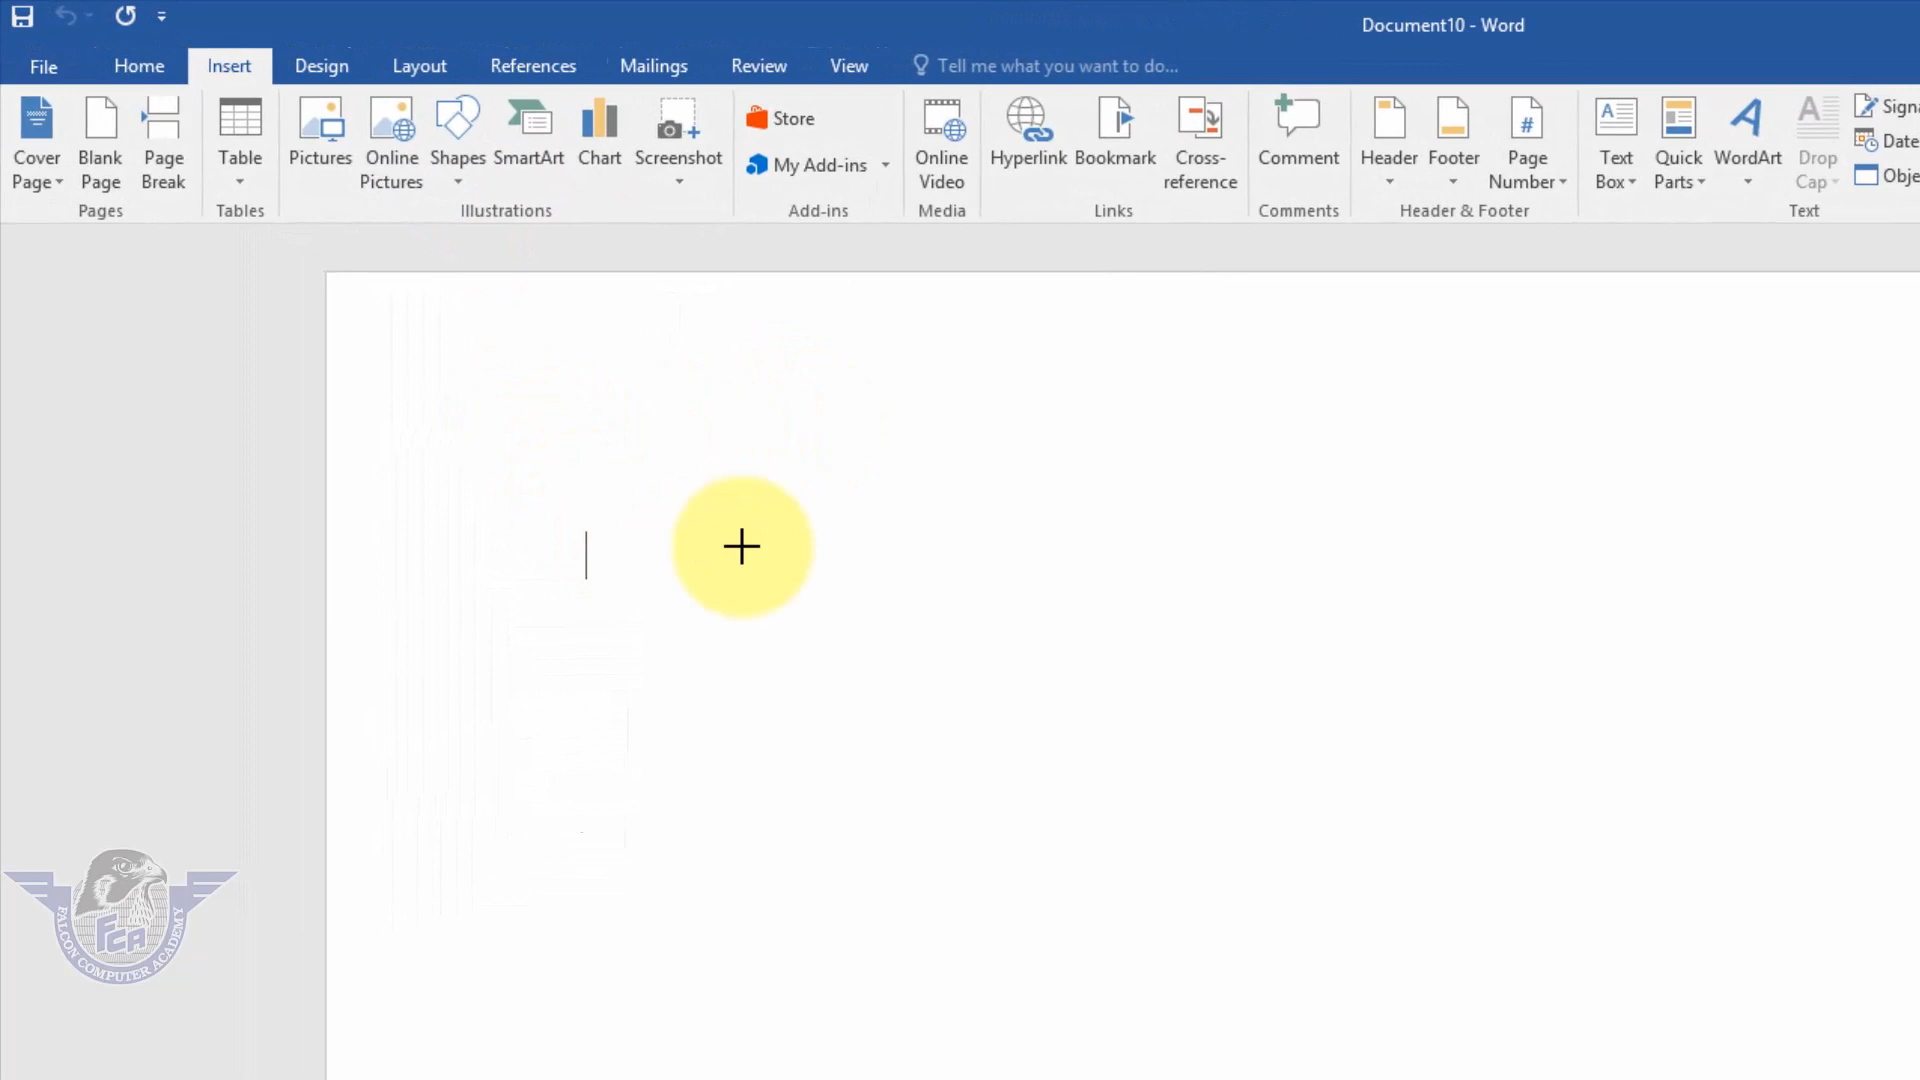 Document10 - Word
File Home Insert Design Layout References Mailings Review View Tell me what you want to do...
Cover Page
Blank Page
Page Break
Pages
Table
Tables
Pictures
Online Pictures
Shapes
SmartArt
Chart
Screenshot
Illustrations
Store
My Add-ins
Add-ins
Online Video
Media
Hyperlink
Bookmark
Cross-reference
Links
Comment
Comments
Header
Footer
Page Number
#
Header & Footer
Text Box
Quick Parts
WordArt
Drop Cap
Signa
Date
Obje
Text
FCA
FALCON COMPUTER ACADEMY